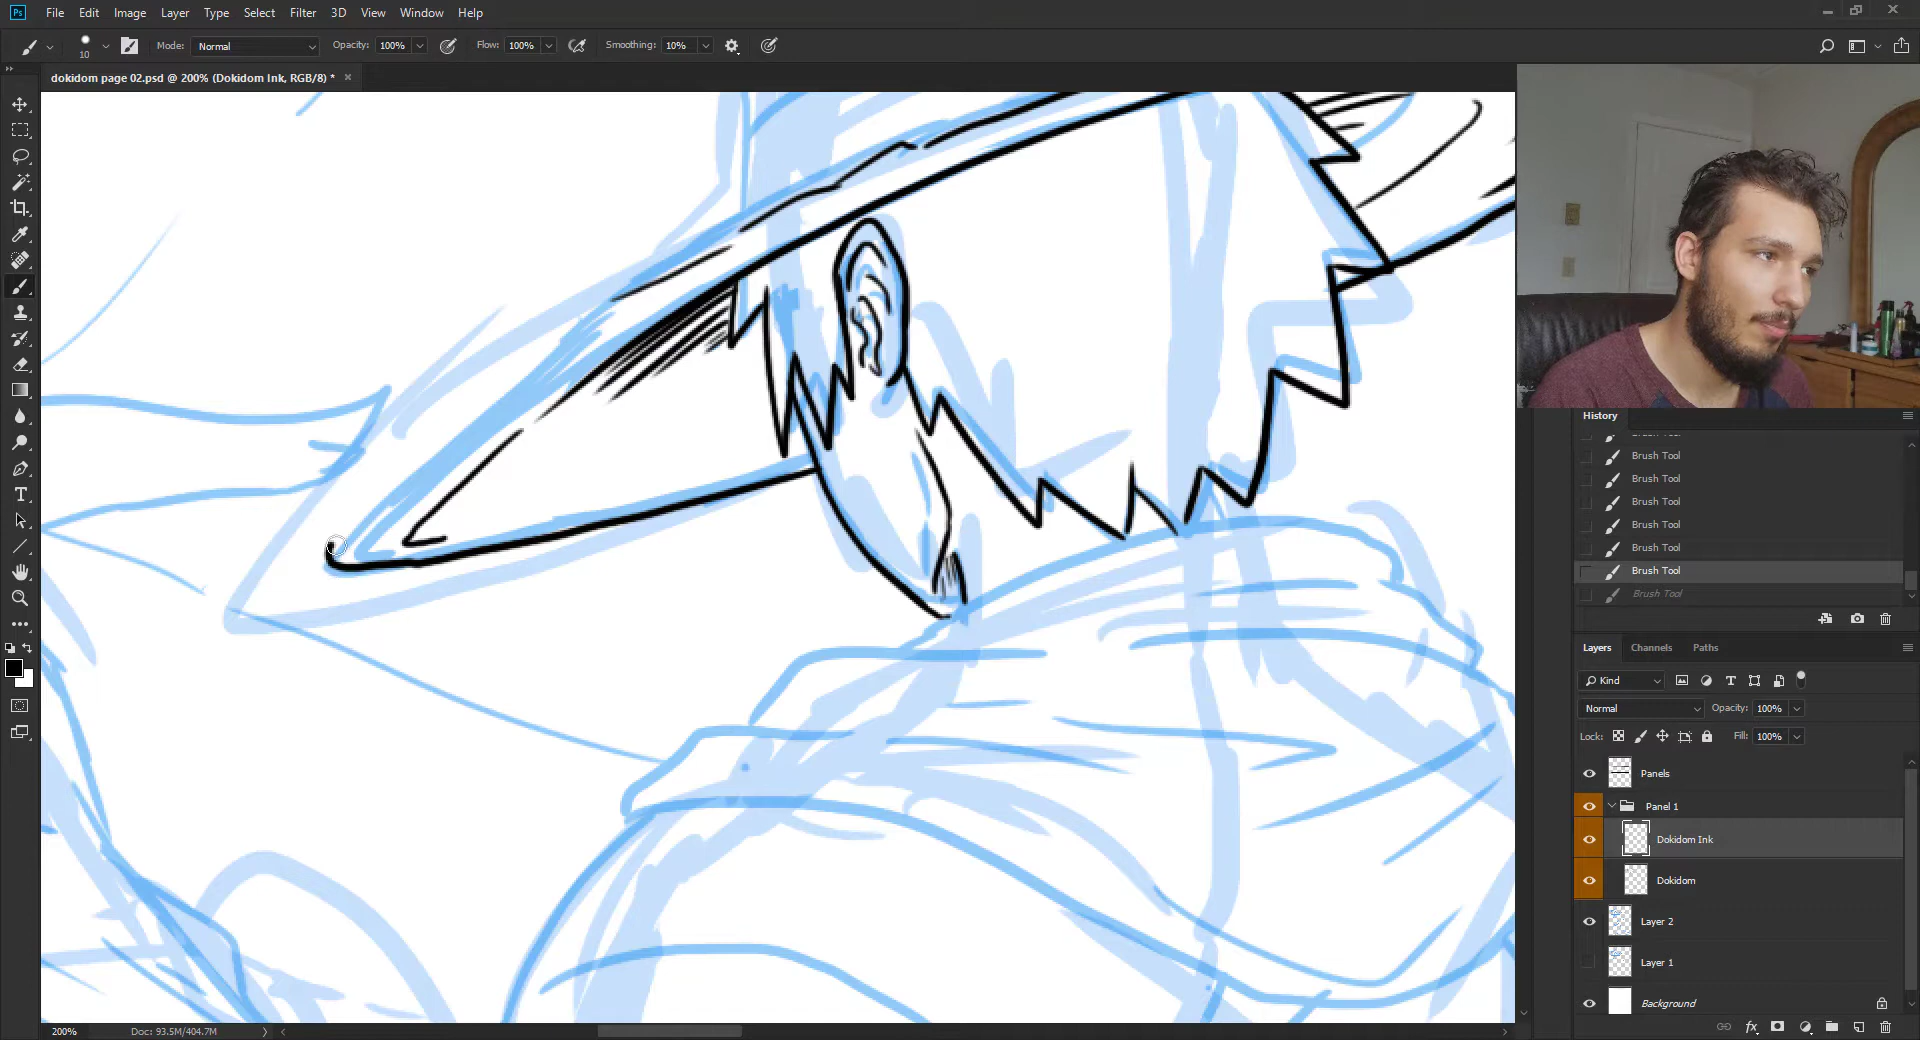 Ps File Edit Image Layer Type Select Filter 3D View Window Help
10 Mode: Normal Opacity: 100% Flow: 100% Smoothing: 10%
dokidom page 02.psd @ 200% (Dokidom Ink, RGB/8) * ×
History
Brush Tool
Brush Tool
Brush Tool
Brush Tool
Brush Tool
Brush Tool
Brush Tool
Layers Channels Paths
Kind
Normal Opacity: 100%
Lock: Fill: 100%
Panels
Panel 1
Dokidom Ink
Dokidom
Layer 2
Layer 1
Background
200% Doc: 93.5M/404.7M